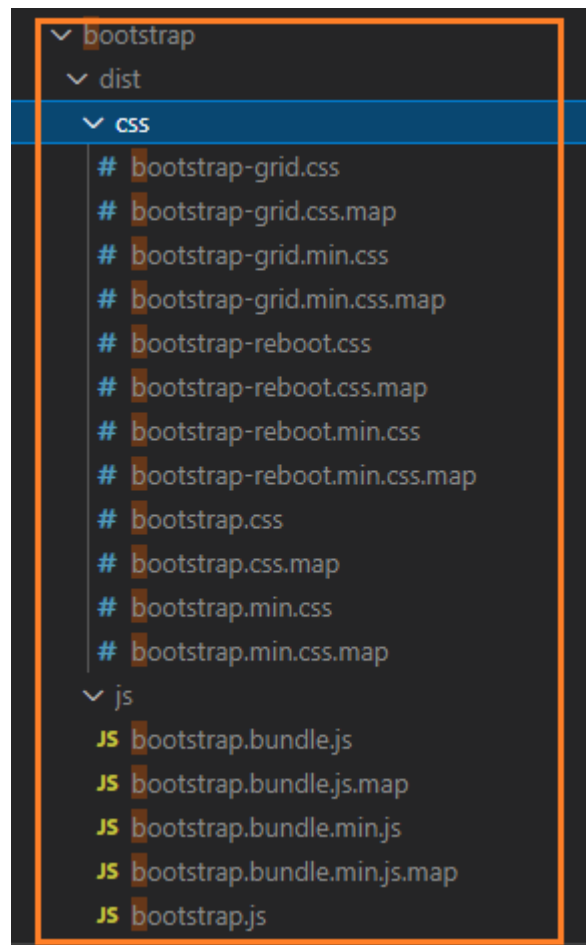 bootstrap
dist
css
# bootstrap-grid.css
# bootstrap-grid.css.map
# bootstrap-grid.min.css
# bootstrap-grid.min.css.map
# bootstrap-reboot.css
# bootstrap-reboot.css.map
# bootstrap-reboot.min.css
# bootstrap-reboot.min.css.map
# bootstrap.css
# bootstrap.css.map
# bootstrap.min.css
# bootstrap.min.css.map
js
JS bootstrap.bundle.js
JS bootstrap.bundle.js.map
JS bootstrap.bundle.min.js
JS bootstrap.bundle.min.js.map
JS bootstrap.js